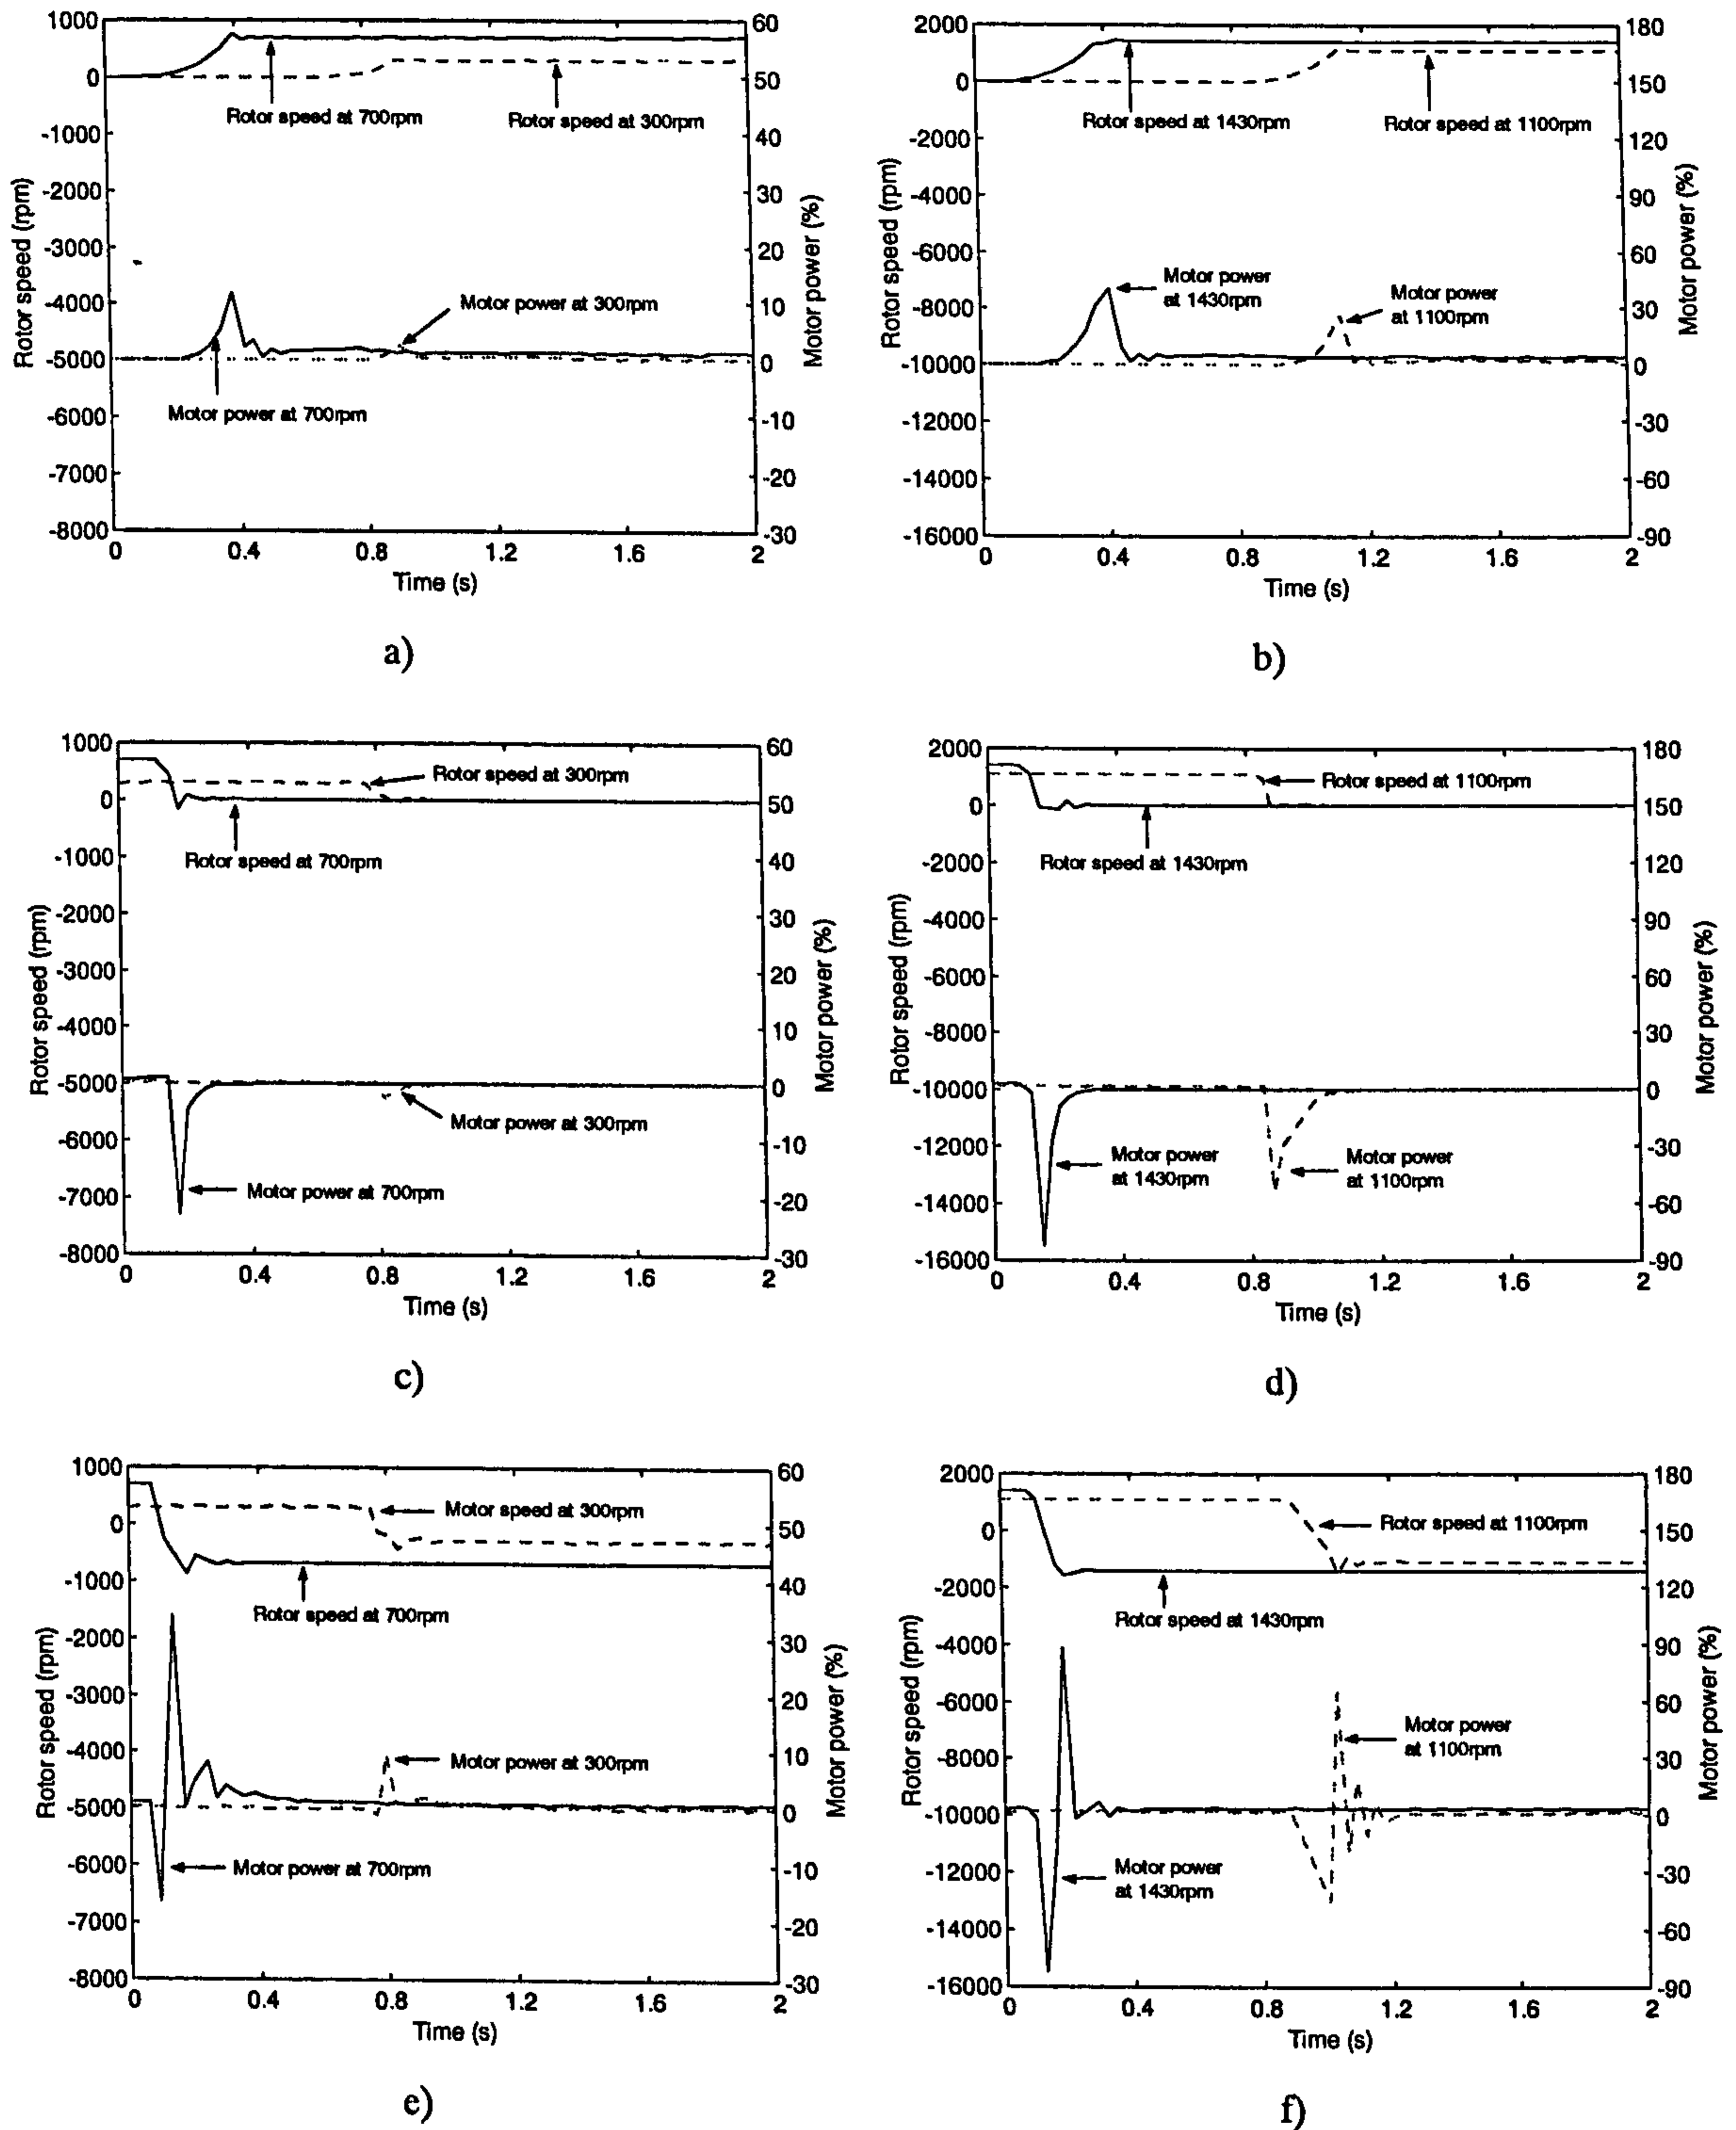 1000
0
-1000
-2000
-3000
-4000
-5000
-6000
-7000
-8000
Rotor speed (rpm)
60
50
40
30
20
10
0
-10
-20
-30
Motor power (%)
Rotor speed at 700rpm
Rotor speed at 300rpm
Motor power at 300rpm
Motor power at 700rpm
0 0.4 0.8 1.2 1.6 2
Time (s)
a)
2000
0
-2000
-4000
-6000
-8000
-10000
-12000
-14000
-16000
Rotor speed (rpm)
180
150
120
90
60
30
0
-30
-60
-90
Motor power (%)
Rotor speed at 1430rpm
Rotor speed at 1100rpm
Motor power
at 1430rpm
Motor power
at 1100rpm
0 0.4 0.8 1.2 1.6 2
Time (s)
b)
1000
0
-1000
-2000
-3000
-4000
-5000
-6000
-7000
-8000
Rotor speed (rpm)
60
50
40
30
20
10
0
-10
-20
-30
Motor power (%)
Rotor speed at 300rpm
Rotor speed at 700rpm
Motor power at 300rpm
Motor power at 700rpm
0 0.4 0.8 1.2 1.6 2
Time (s)
c)
2000
0
-2000
-4000
-6000
-8000
-10000
-12000
-14000
-16000
Rotor speed (rpm)
180
150
120
90
60
30
0
-30
-60
-90
Motor power (%)
Rotor speed at 1100rpm
Rotor speed at 1430rpm
Motor power
at 1430rpm
Motor power
at 1100rpm
0 0.4 0.8 1.2 1.6 2
Time (s)
d)
1000
0
-1000
-2000
-3000
-4000
-5000
-6000
-7000
-8000
Rotor speed (rpm)
60
50
40
30
20
10
0
-10
-20
-30
Motor power (%)
Motor speed at 300rpm
Rotor speed at 700rpm
Motor power at 300rpm
Motor power at 700rpm
0 0.4 0.8 1.2 1.6 2
Time (s)
e)
2000
0
-2000
-4000
-6000
-8000
-10000
-12000
-14000
-16000
Rotor speed (rpm)
180
150
120
90
60
30
0
-30
-60
-90
Motor power (%)
Rotor speed at 1100rpm
Rotor speed at 1430rpm
Motor power
at 1100rpm
Motor power
at 1430rpm
0 0.4 0.8 1.2 1.6 2
Time (s)
f)